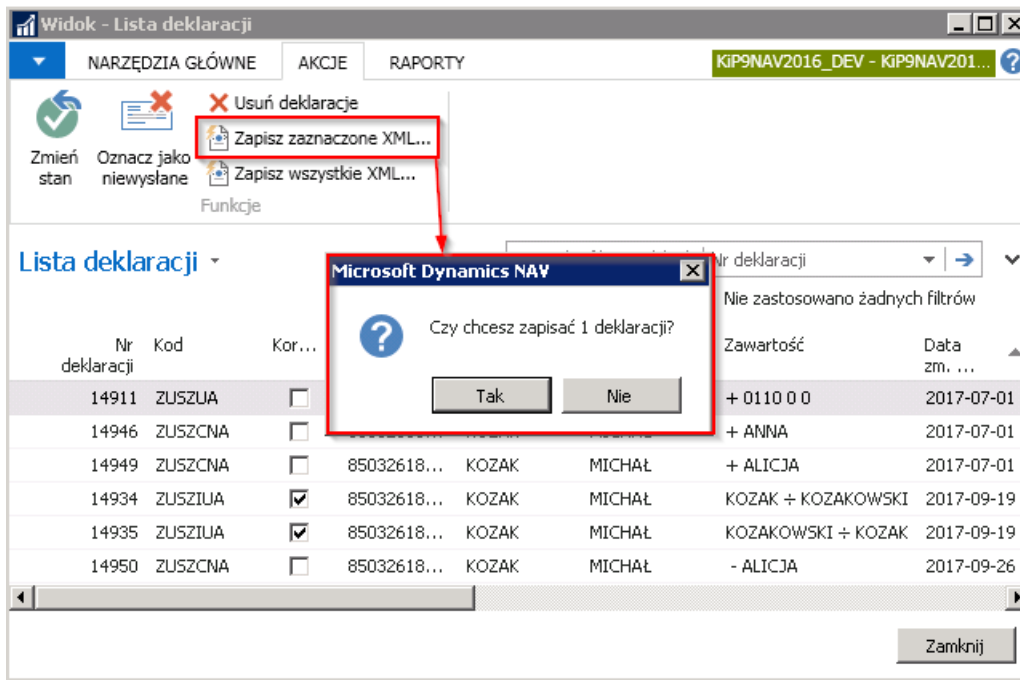 Widok - Lista deklaracji
NARZĘDZIA GŁÓWNE AKCJE RAPORTY KiP9NAV2016_DEV - KiP9NAV201... ?
Usuń deklaracje
Zapisz zaznaczone XML...
Zapisz wszystkie XML...
Zmień stan
Oznacz jako niewysłane
Funkcje
Lista deklaracji
Nr deklaracji
Nie zastosowano żadnych filtrów
Microsoft Dynamics NAV
Czy chcesz zapisać 1 deklaracji?
Tak Nie
Nr deklaracji Kod Kor... Zawartość Data zm. ...
14911 ZUSZUA + 0110 0 0 2017-07-01
14946 ZUSZCNA + ANNA 2017-07-01
14949 ZUSZCNA 85032618... KOZAK MICHAŁ + ALICJA 2017-07-01
14934 ZUSZIUA 85032618... KOZAK MICHAŁ KOZAK ÷ KOZAKOWSKI 2017-09-19
14935 ZUSZIUA 85032618... KOZAK MICHAŁ KOZAKOWSKI ÷ KOZAK 2017-09-19
14950 ZUSZCNA 85032618... KOZAK MICHAŁ - ALICJA 2017-09-26
Zamknij